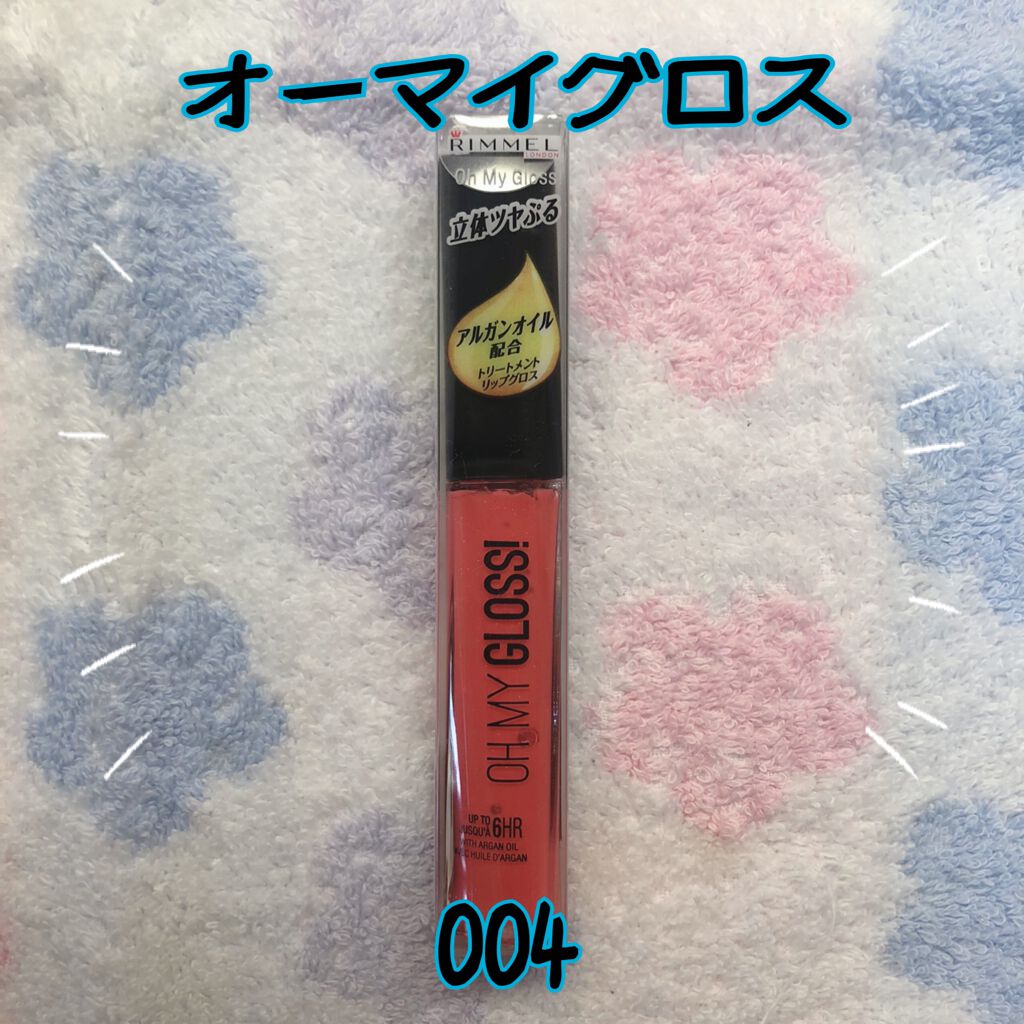 オーマイグロス
RIMMEL
LONDON
Oh My Gloss
立体ツヤぷる
アルガンオイル
配合
トリートメント
リップグロス
OH MY GLOSS!
UP TO
JUSQU'À 6HR
WITH ARGAN OIL
AVEC HUILE D'ARGAN
004